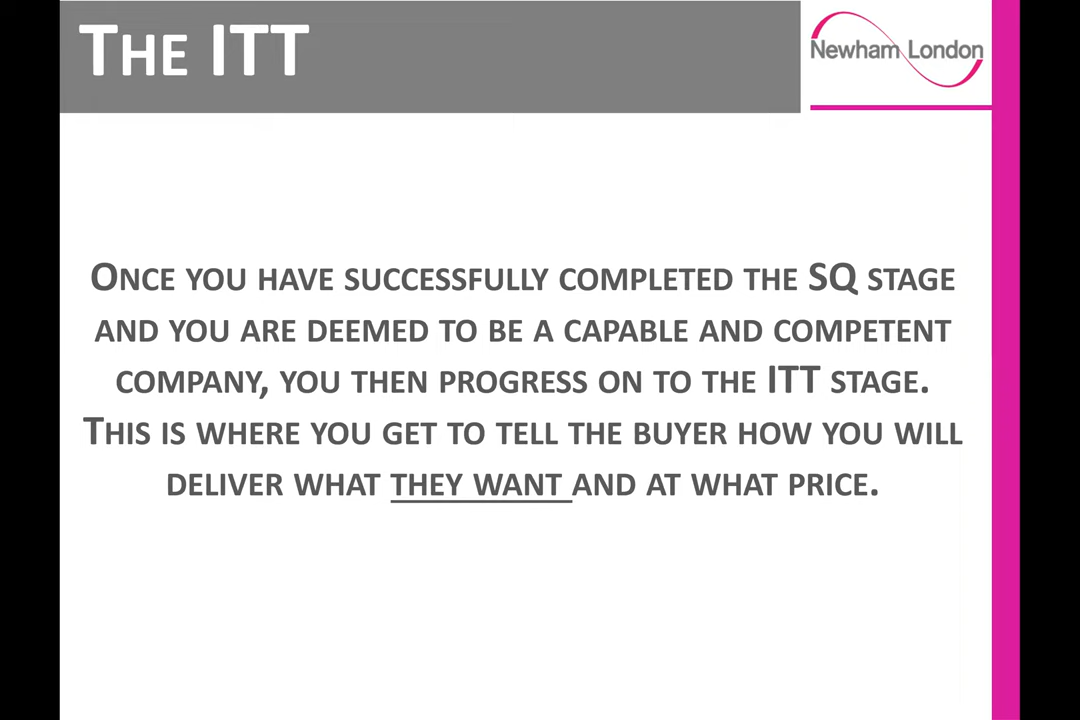 The ITT
Newham London
Once you have successfully completed the SQ stage
and you are deemed to be a capable and competent
company, you then progress on to the ITT stage.
This is where you get to tell the buyer how you will
deliver what they want and at what price.